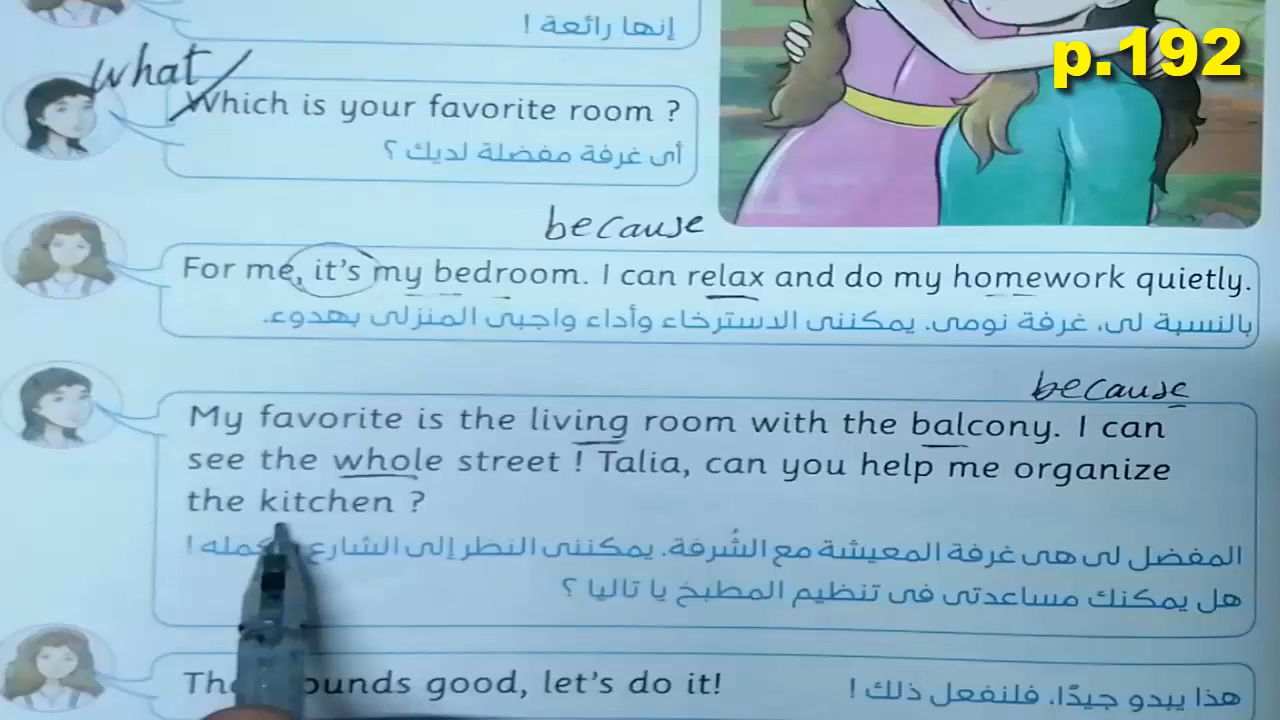 إنها رائعة !
p.192
what
Which is your favorite room ?
أى غرفة مفضلة لديك ؟
because
For me, it's my bedroom. I can relax and do my homework quietly.
بالنسبة لى، غرفة نومى. يمكننى الاسترخاء وأداء واجبى المنزلى بهدوء.
because
My favorite is the living room with the balcony. I can
see the whole street ! Talia, can you help me organize
the kitchen ?
المفضل لى هى غرفة المعيشة مع الشُرفة. يمكننى النظر إلى الشارع !
هل يمكنك مساعدتى فى تنظيم المطبخ يا تاليا ؟
good, let's do it!
هذا يبدو جيدًا، فلنفعل ذلك !